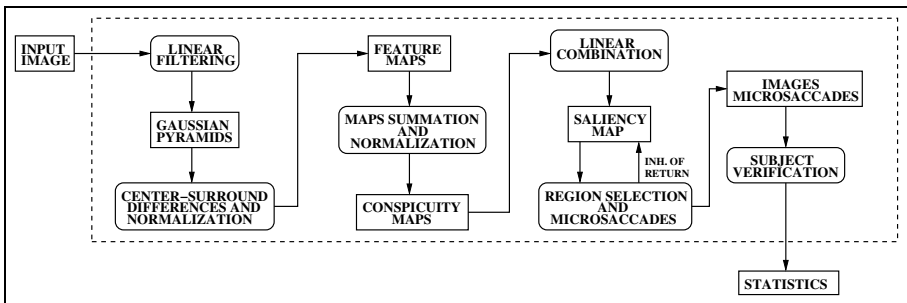 INPUT
IMAGE
LINEAR
FILTERING
GAUSSIAN
PYRAMIDS
CENTER–SURROUND
DIFFERENCES AND
NORMALIZATION
FEATURE
MAPS
MAPS SUMMATION
AND
NORMALIZATION
CONSPICUITY
MAPS
LINEAR
COMBINATION
SALIENCY
MAP
INH. OF
RETURN
REGION SELECTION
AND
MICROSACCADES
IMAGES
MICROSACCADES
SUBJECT
VERIFICATION
STATISTICS